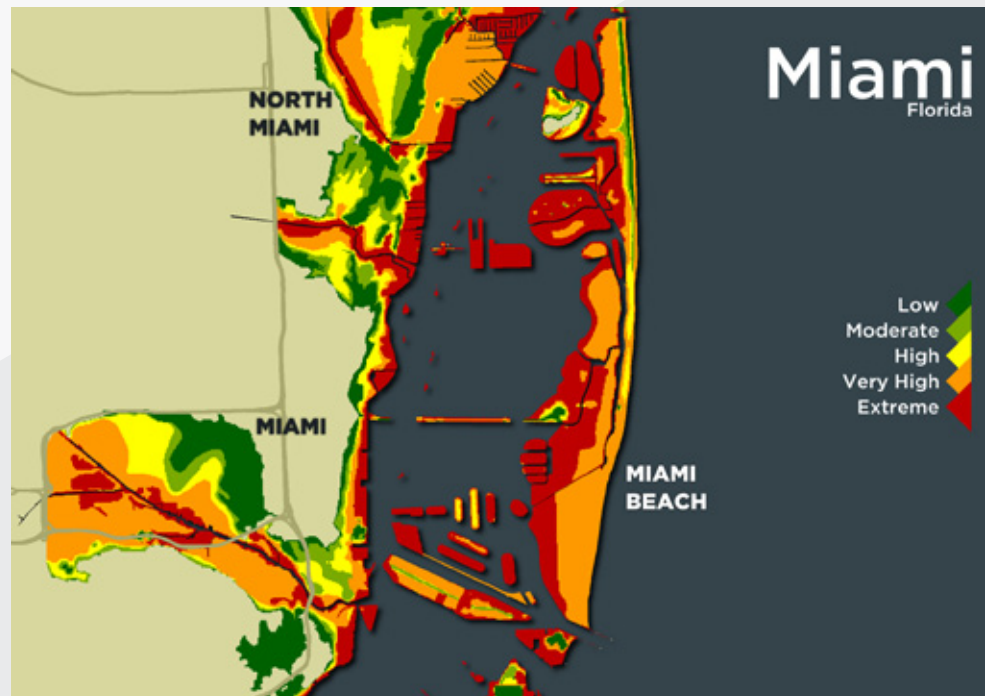 Miami
Florida
NORTH
MIAMI
Low
Moderate
High
Very High
Extreme
MIAMI
MIAMI
BEACH